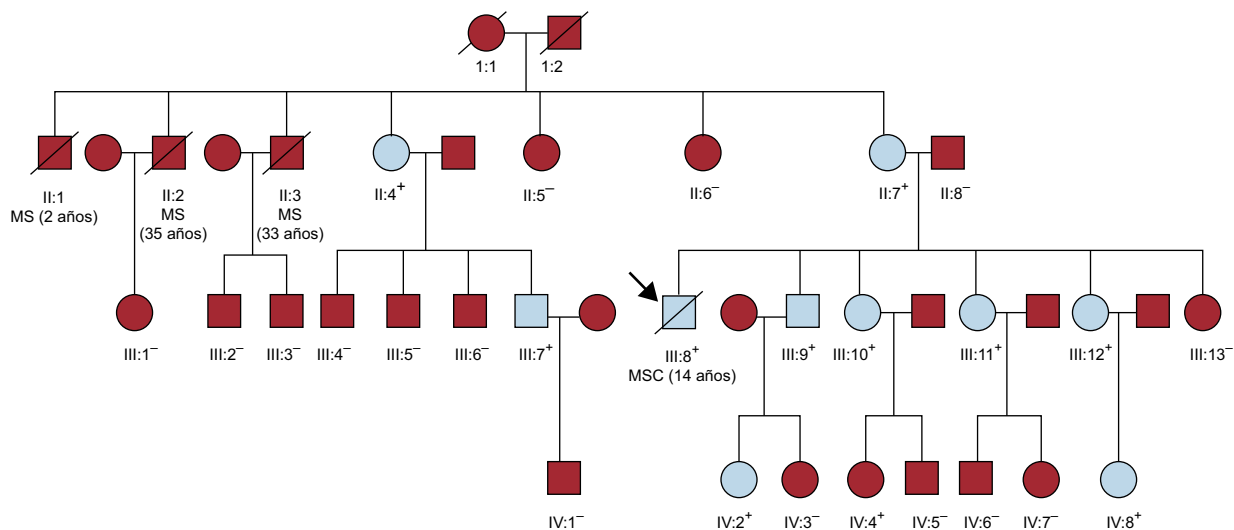 1:1
1:2
II:1
MS (2 años)
II:2
MS
(35 años)
II:3
MS
(33 años)
II:4⁺
II:5⁻
II:6⁻
II:7⁺
II:8⁻
III:1⁻
III:2⁻
III:3⁻
III:4⁻
III:5⁻
III:6⁻
III:7⁺
III:8⁺
MSC (14 años)
III:9⁺
III:10⁺
III:11⁺
III:12⁺
III:13⁻
IV:1⁻
IV:2⁺
IV:3⁻
IV:4⁺
IV:5⁻
IV:6⁻
IV:7⁻
IV:8⁺